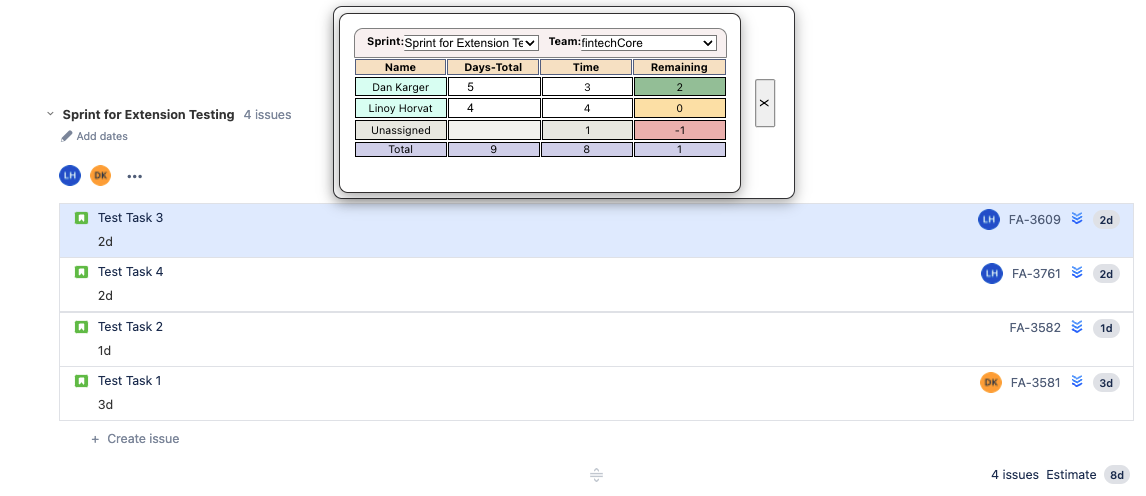 Sprint: Sprint for Extension Te Team: fintechCore
Name Days-Total Time Remaining
Dan Karger 5 3 2
Linoy Horvat 4 4 0
Unassigned 1 -1
Total 9 8 1
X
Sprint for Extension Testing 4 issues
Add dates
LH DK •••
Test Task 3 LH FA-3609 2d
2d
Test Task 4 LH FA-3761 2d
2d
Test Task 2 FA-3582 1d
1d
Test Task 1 DK FA-3581 3d
3d
+ Create issue
4 issues Estimate 8d